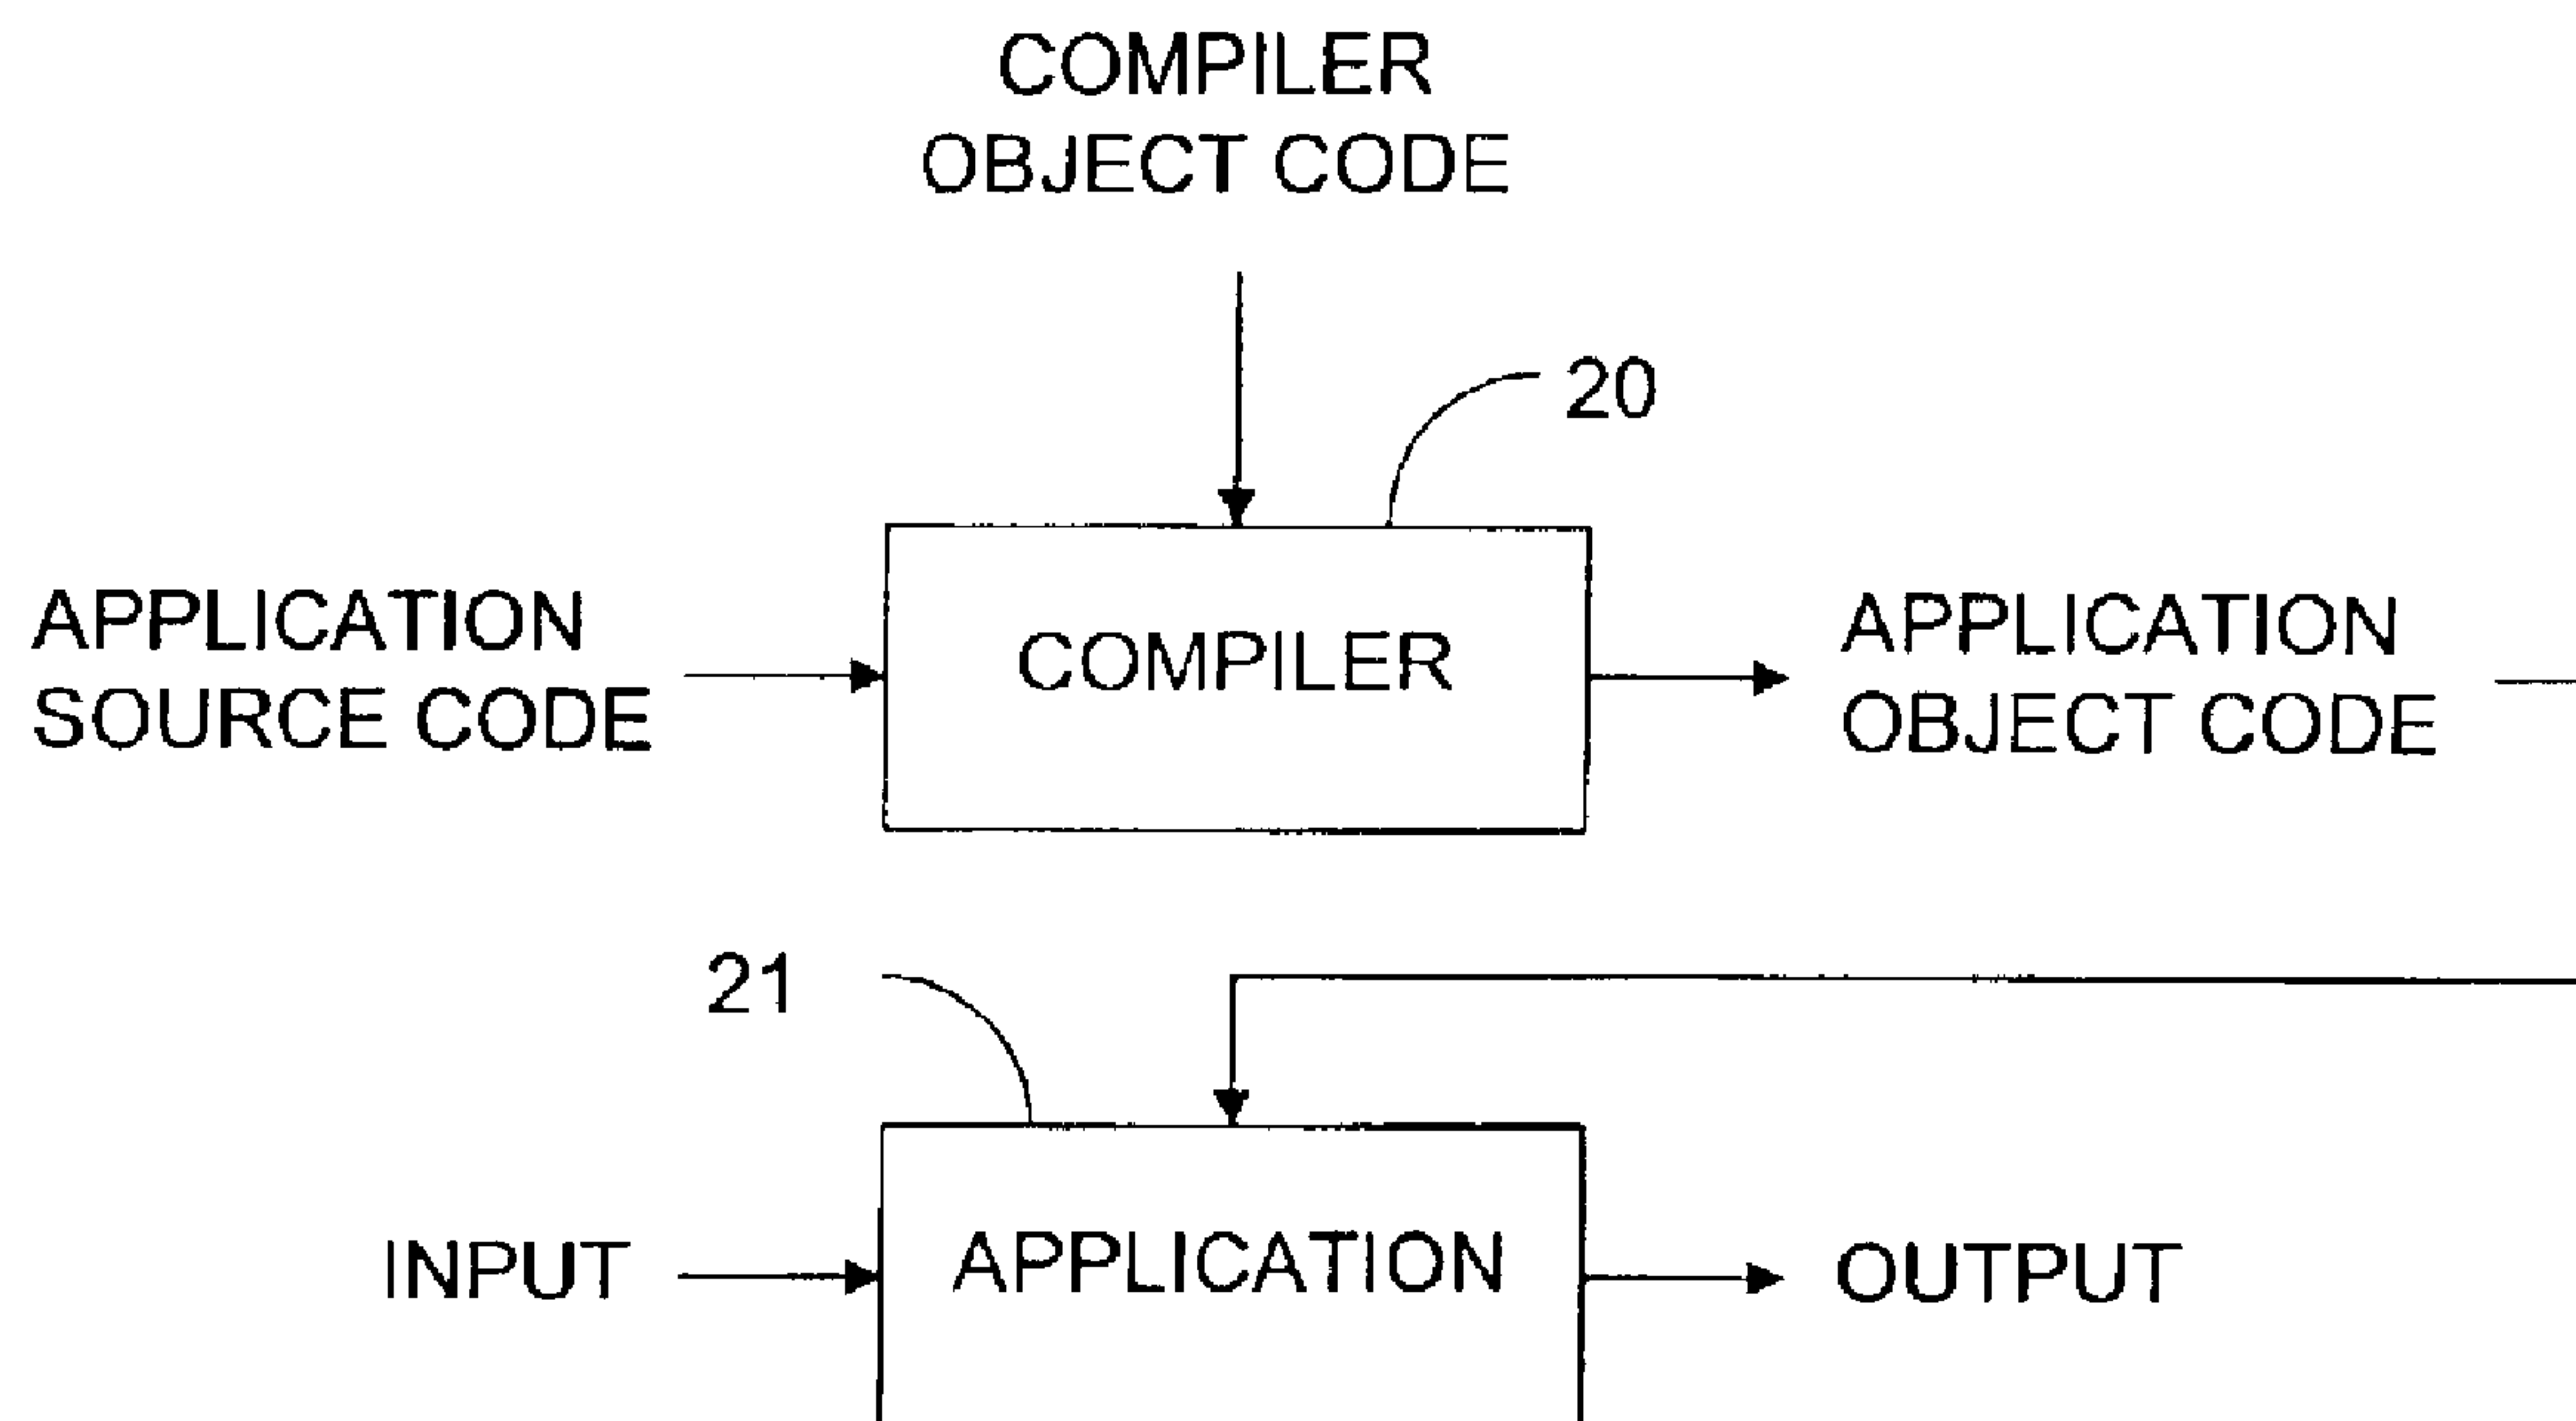 COMPILER
OBJECT CODE
20
APPLICATION
SOURCE CODE
COMPILER
APPLICATION
OBJECT CODE
21
INPUT
APPLICATION
OUTPUT